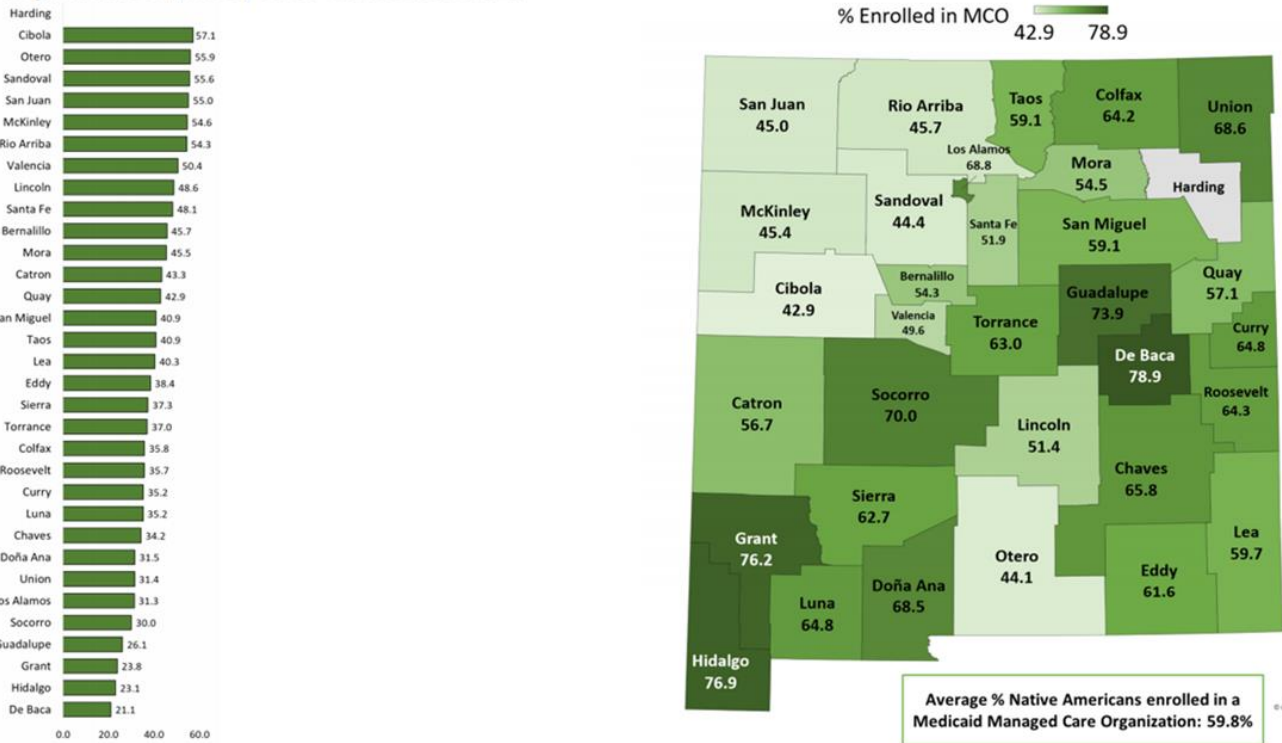 Harding
Cibola 57.1
Otero 55.9
Sandoval 55.6
San Juan 55.0
McKinley 54.6
Rio Arriba 54.3
Valencia 50.4
Lincoln 48.6
Santa Fe 48.1
Bernalillo 45.7
Mora 45.5
Catron 43.3
Quay 42.9
an Miguel 40.9
Taos 40.9
Lea 40.3
Eddy 38.4
Sierra 37.3
Torrance 37.0
Colfax 35.8
Roosevelt 35.7
Curry 35.2
Luna 35.2
Chaves 34.2
Doña Ana 31.5
Union 31.4
os Alamos 31.3
Socorro 30.0
Guadalupe 26.1
Grant 23.8
Hidalgo 23.1
De Baca 21.1
0.0 20.0 40.0 60.0
% Enrolled in MCO
42.9 78.9
San Juan
45.0
Rio Arriba
45.7
Taos
59.1
Colfax
64.2
Union
68.6
Los Alamos
68.8
Mora
54.5
Harding
McKinley
45.4
Sandoval
44.4
Santa Fe
51.9
San Miguel
59.1
Cibola
42.9
Bernalillo
54.3
Valencia
49.6
Torrance
63.0
Guadalupe
73.9
Quay
57.1
Curry
64.8
De Baca
78.9
Roosevelt
64.3
Catron
56.7
Socorro
70.0
Lincoln
51.4
Chaves
65.8
Sierra
62.7
Grant
76.2
Otero
44.1
Lea
59.7
Eddy
61.6
Luna
64.8
Doña Ana
68.5
Hidalgo
76.9
Average % Native Americans enrolled in a
Medicaid Managed Care Organization: 59.8%